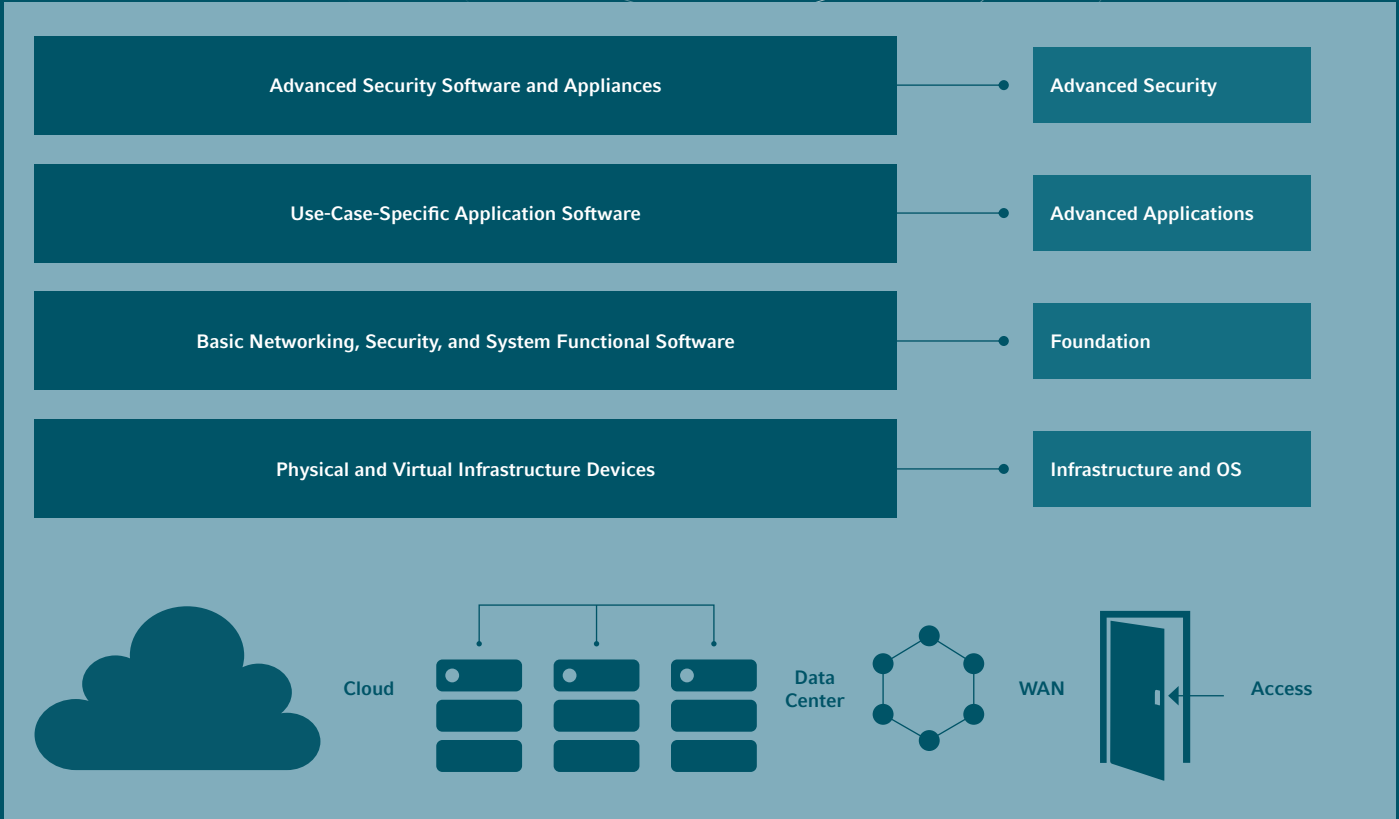 Advanced Security Software and Appliances
Advanced Security
Use-Case-Specific Application Software
Advanced Applications
Basic Networking, Security, and System Functional Software
Foundation
Physical and Virtual Infrastructure Devices
Infrastructure and OS
Cloud
Data
Center
WAN
Access